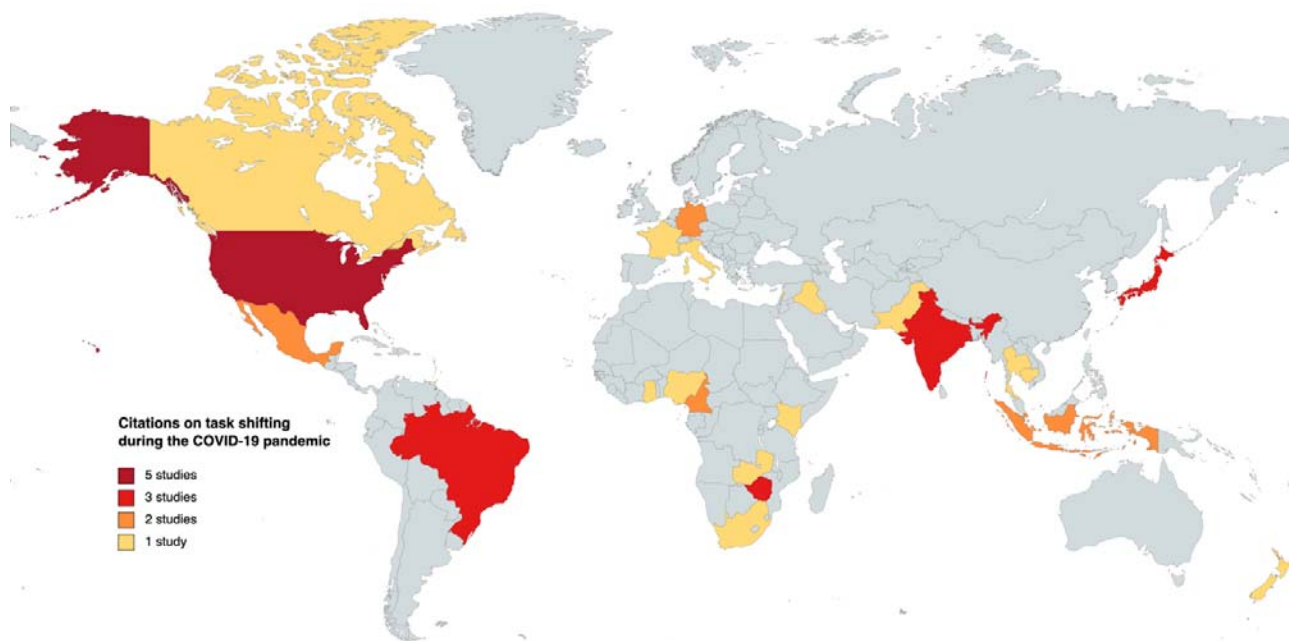 Citations on task shifting
during the COVID-19 pandemic
5 studies
3 studies
2 studies
1 study